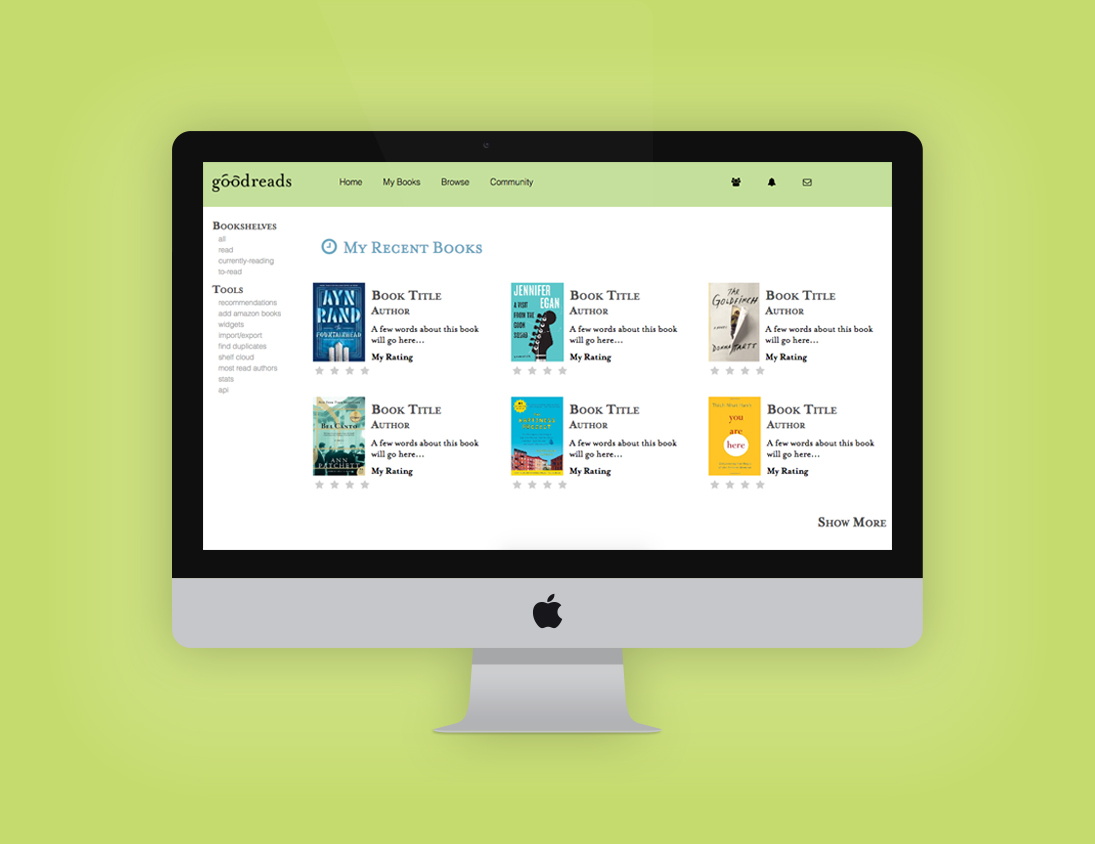 goodreads
Home My Books Browse Community
Bookshelves
all
read
currently-reading
to-read
Tools
recommendations
add amazon books
widgets
import/export
find duplicates
shelf cloud
most read authors
stats
api
My Recent Books
AYN
RAND
The
FOUNTAINHEAD
Book Title
Author
A few words about this book
will go here...
My Rating
JENNIFER
EGAN
A VISIT
FROM THE
GOON
SQUAD
Book Title
Author
A few words about this book
will go here...
My Rating
THE
GOLDFINCH
DONNA TARTT
Book Title
Author
A few words about this book
will go here...
My Rating
BEL CANTO
ANN
PATCHETT
Book Title
Author
A few words about this book
will go here...
My Rating
HAPPINESS
PROJECT
Book Title
Author
A few words about this book
will go here...
My Rating
you
are
here
Book Title
Author
A few words about this book
will go here...
My Rating
Show More